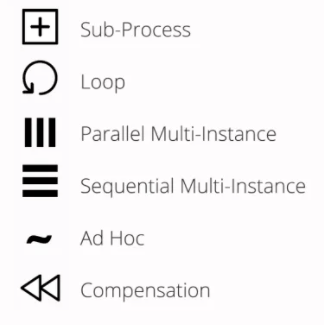 Sub-Process
Loop
Parallel Multi-Instance
Sequential Multi-Instance
Ad Hoc
Compensation